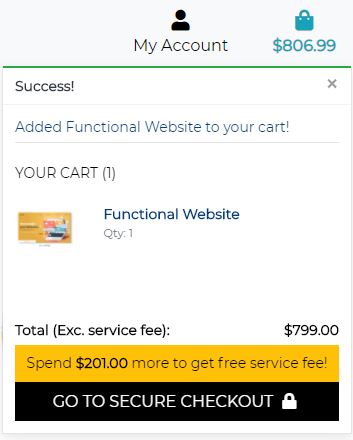 My Account
$806.99
Success!
×
Added Functional Website to your cart!
YOUR CART (1)
Functional Website
Qty: 1
Total (Exc. service fee): $799.00
Spend $201.00 more to get free service fee!
GO TO SECURE CHECKOUT